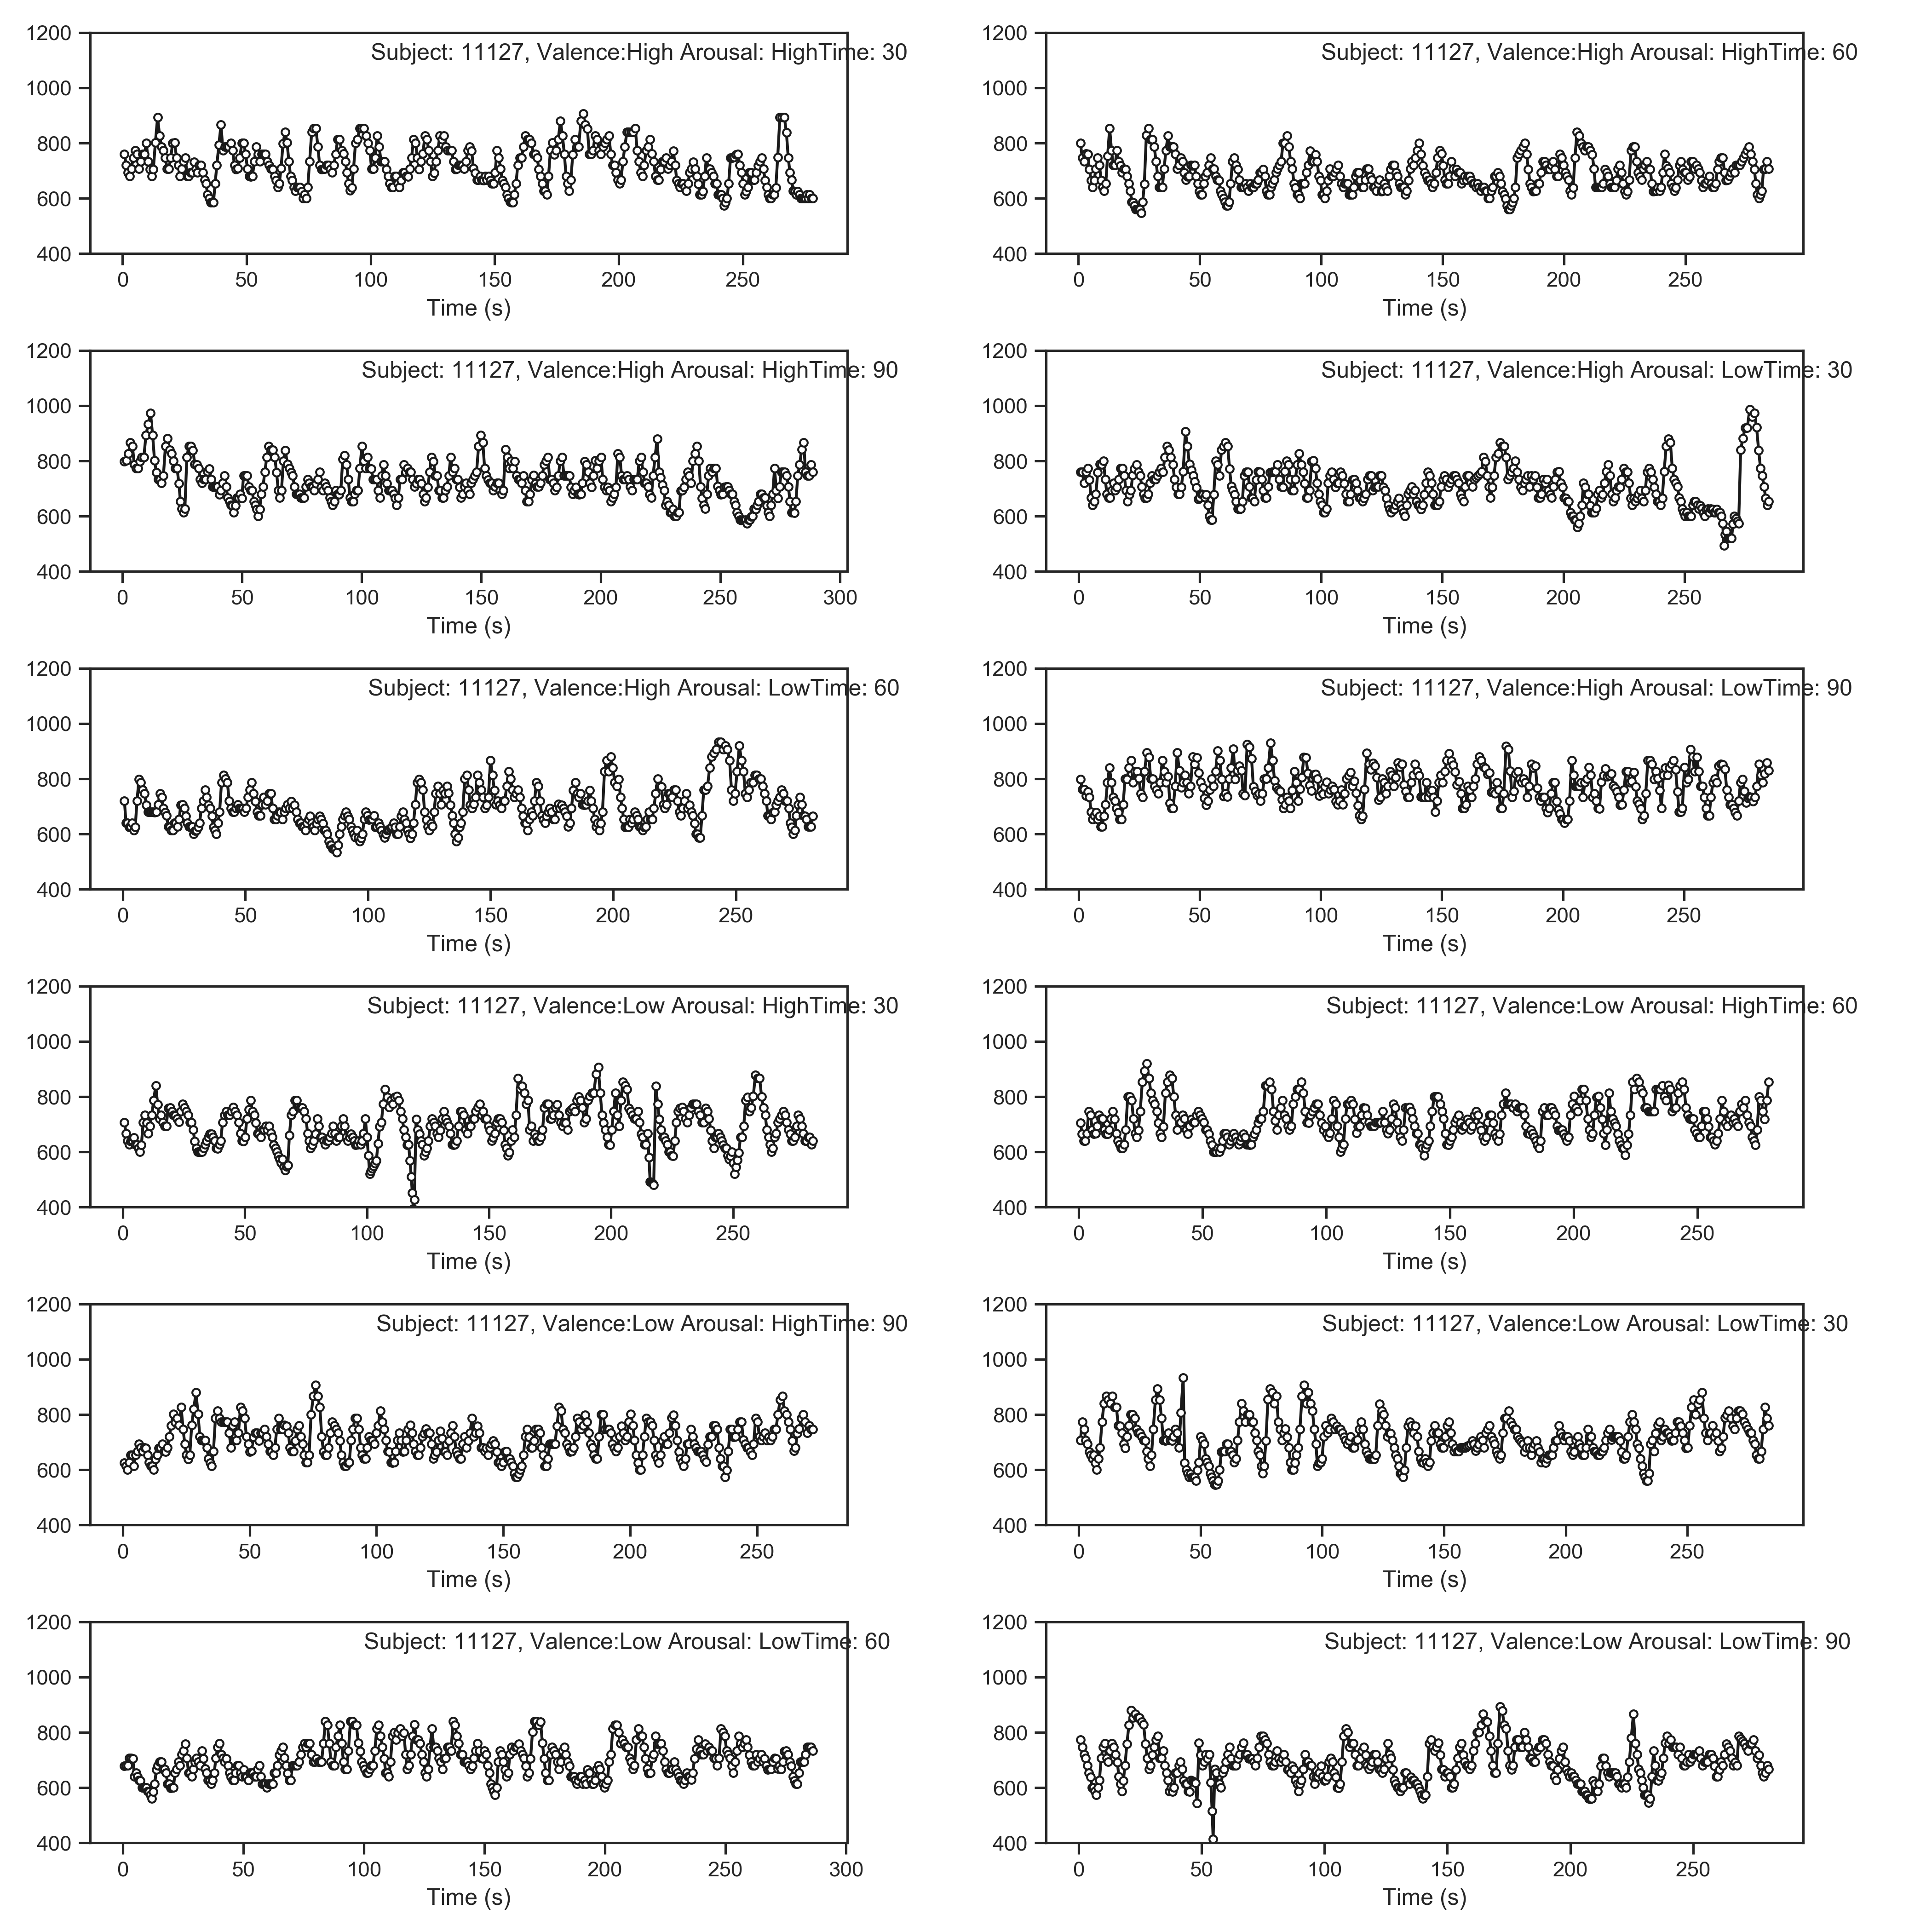 Subject: 11127, Valence:High Arousal: HighTime: 30
1200
1000
800
600
400
0 50 100 150 200 250
Time (s)
Subject: 11127, Valence:High Arousal: HighTime: 60
1200
1000
800
600
400
0 50 100 150 200 250
Time (s)
Subject: 11127, Valence:High Arousal: HighTime: 90
1200
1000
800
600
400
0 50 100 150 200 250 300
Time (s)
Subject: 11127, Valence:High Arousal: LowTime: 30
1200
1000
800
600
400
0 50 100 150 200 250
Time (s)
Subject: 11127, Valence:High Arousal: LowTime: 60
1200
1000
800
600
400
0 50 100 150 200 250
Time (s)
Subject: 11127, Valence:High Arousal: LowTime: 90
1200
1000
800
600
400
0 50 100 150 200 250
Time (s)
Subject: 11127, Valence:Low Arousal: HighTime: 30
1200
1000
800
600
400
0 50 100 150 200 250
Time (s)
Subject: 11127, Valence:Low Arousal: HighTime: 60
1200
1000
800
600
400
0 50 100 150 200 250
Time (s)
Subject: 11127, Valence:Low Arousal: HighTime: 90
1200
1000
800
600
400
0 50 100 150 200 250
Time (s)
Subject: 11127, Valence:Low Arousal: LowTime: 30
1200
1000
800
600
400
0 50 100 150 200 250
Time (s)
Subject: 11127, Valence:Low Arousal: LowTime: 60
1200
1000
800
600
400
0 50 100 150 200 250 300
Time (s)
Subject: 11127, Valence:Low Arousal: LowTime: 90
1200
1000
800
600
400
0 50 100 150 200 250
Time (s)